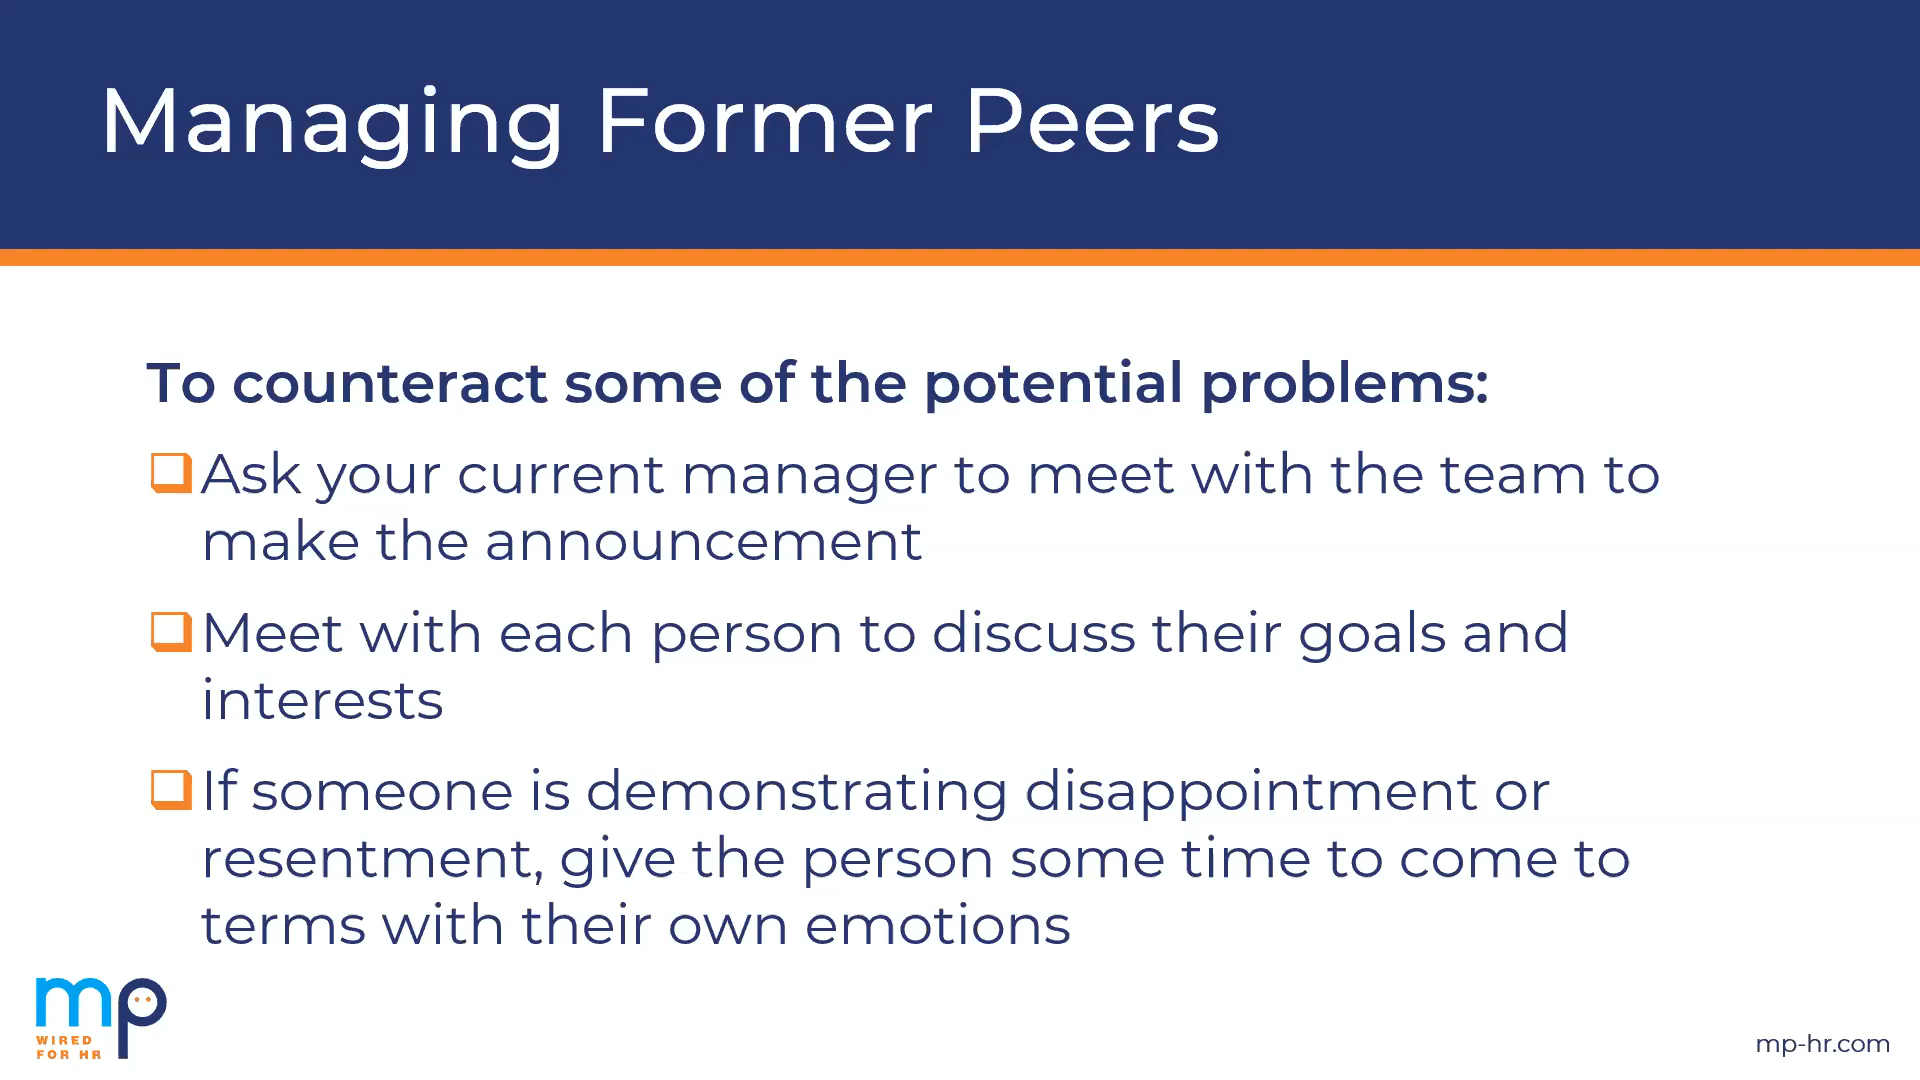 Managing Former Peers
To counteract some of the potential problems:
Ask your current manager to meet with the team to
make the announcement
Meet with each person to discuss their goals and
interests
If someone is demonstrating disappointment or
resentment, give the person some time to come to
terms with their own emotions
mp
WIRED
FOR HR
mp-hr.com